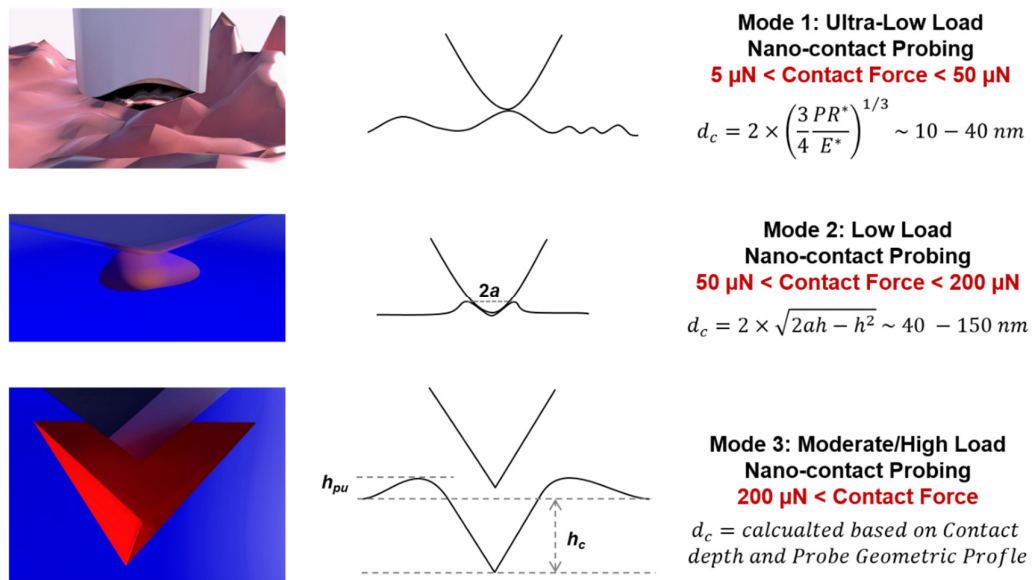 Mode 1: Ultra-Low Load
Nano-contact Probing
5 µN < Contact Force < 50 µN
d_c = 2 × (3/4 PR*/E*)^{1/3} ~ 10 − 40 nm
2a
Mode 2: Low Load
Nano-contact Probing
50 µN < Contact Force < 200 µN
d_c = 2 × √(2ah − h²) ~ 40 − 150 nm
h_pu
h_c
Mode 3: Moderate/High Load
Nano-contact Probing
200 µN < Contact Force
d_c = calcualted based on Contact
depth and Probe Geometric Profle